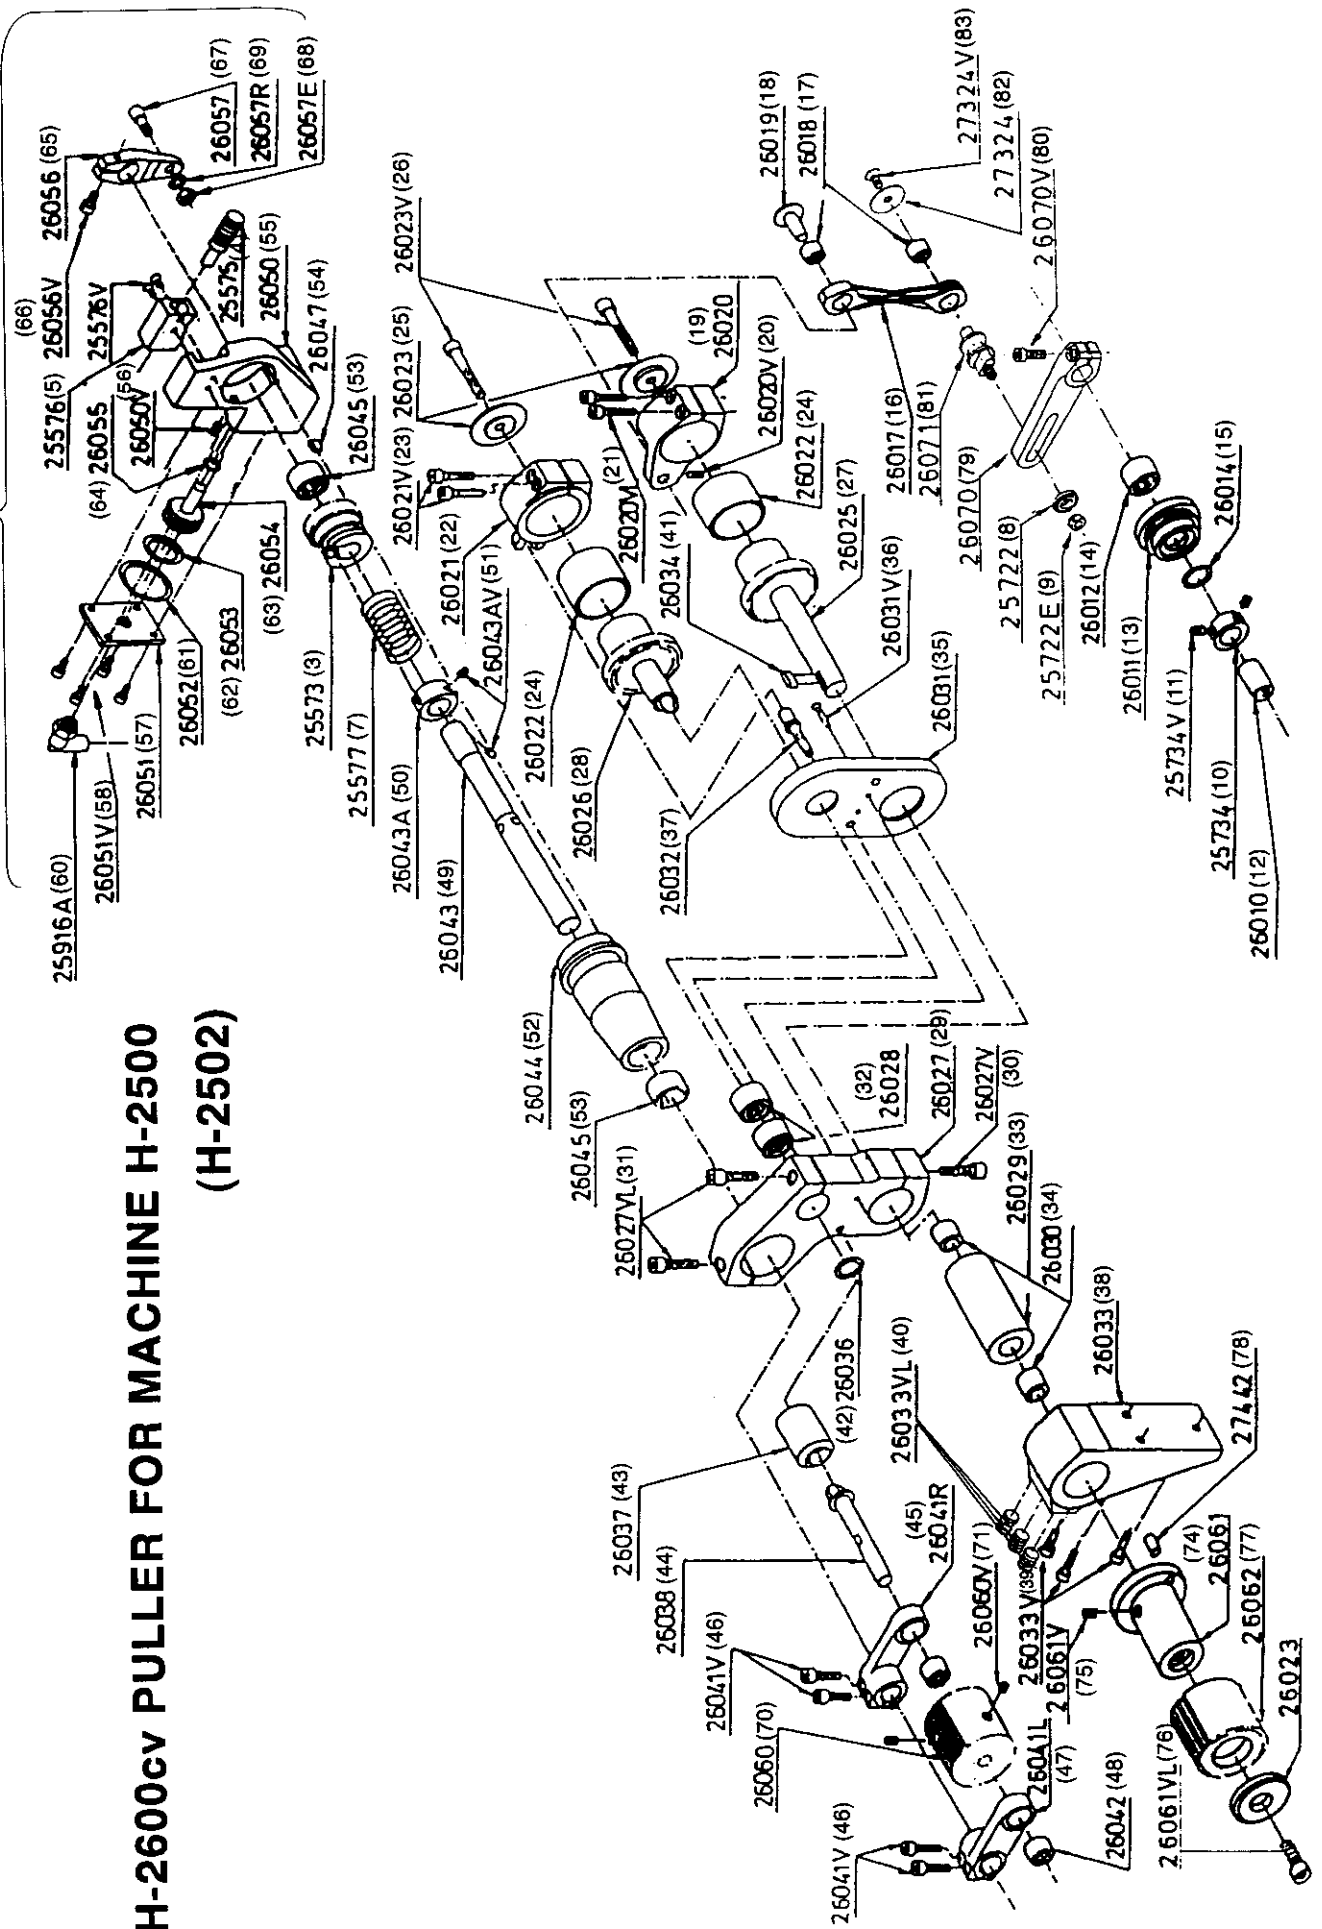 H-2600cv PULLER FOR MACHINE H-2500
(H-2502)
25916A (60)
26051V (58)
26051 (57)
26052 (61)
(62) 26053
(63) 26054
25573 (3)
25577 (7)
26043A (50)
26043 (49)
25576 (5)
(64) 26055
(56)
26050V
(66)
26056V
25576V
26056 (65)
26057 (67)
26057R (69)
26057E (68)
25575
26050 (55)
26047 (54)
26045 (53)
26023V (26)
26023 (25)
26021V (23)
26021 (22)
26043AV (51)
26022 (24)
26026 (28)
26032 (37)
26020M (21)
26034 (41)
(19)
26020
26020V (20)
26022 (24)
26025 (27)
26031V (36)
26031 (35)
26019 (18)
26018 (17)
27324V (83)
27324 (82)
26070V (80)
26017 (16)
26071 (81)
26070 (79)
25722 (8)
25722E (9)
26012 (14)
26011 (13)
26014 (15)
25734V (11)
25734 (10)
26010 (12)
26044 (52)
26045 (53)
26027VL (31)
(32)
26028
26027 (29)
26027V
(30)
26029 (33)
26030 (34)
26033 (38)
27442 (78)
26037 (43)
26038 (44)
(42) 26036
26033VL (40)
26041V (46)
(45)
26041R
26060V (71)
26033V (39)
26061V
(75)
(74)
26061
26062 (77)
26023
26060 (70)
26041V (46)
26041L
(47)
26042 (48)
26061VL (76)